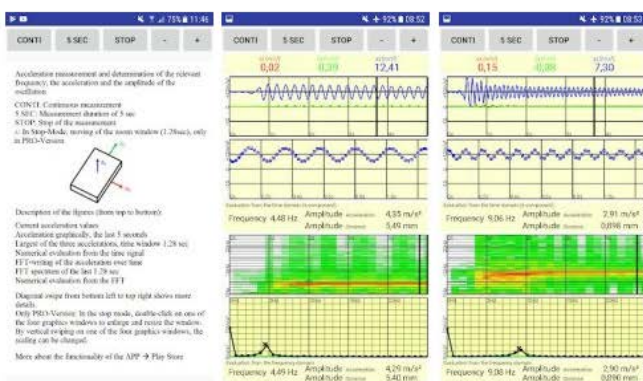 75% 11:46
CONTI 5 SEC STOP - +
Acceleration measurement and determination of the relevant
frequency, the acceleration and the amplitude of the
oscillation
CONTI: Continuous measurement
5 SEC: Measurement duration of 5 sec
STOP: Stop of the measurement
-: In Stop-Mode, moving of the zoom window (1.28sec), only
in PRO-Version
Description of the figures (from top to bottom):
Current acceleration values
Acceleration graphically, the last 5 seconds
Largest of the three accelerations, time window 1.28 sec
Numerical evaluation from the time signal
FFT-writing of the acceleration over time
FFT spectrum of the last 1.28 sec
Numerical evaluation from the FFT
Diagonal swipe from bottom left to top right shows more
details.
Only PRO-Version: In the stop mode, double-click on one of
the four graphics windows to enlarge and resize the window.
By vertical swiping on one of the four graphics windows, the
scaling can be changed.
More about the functionality of the APP → Play Store
92% 08:52
CONTI 5 SEC STOP - +
0,02 12,41
Frequency 4,48 Hz Amplitude 4,35 m/s²
Amplitude 5,49 mm
Frequency 4,49 Hz Amplitude 4,29 m/s²
Amplitude 5,40 mm
92% 08:53
CONTI 5 SEC STOP - +
0,15 7,30
Frequency 9,06 Hz Amplitude 2,91 m/s²
Amplitude 0,898 mm
Frequency 9,08 Hz Amplitude 2,90 m/s²
Amplitude 0,890 mm